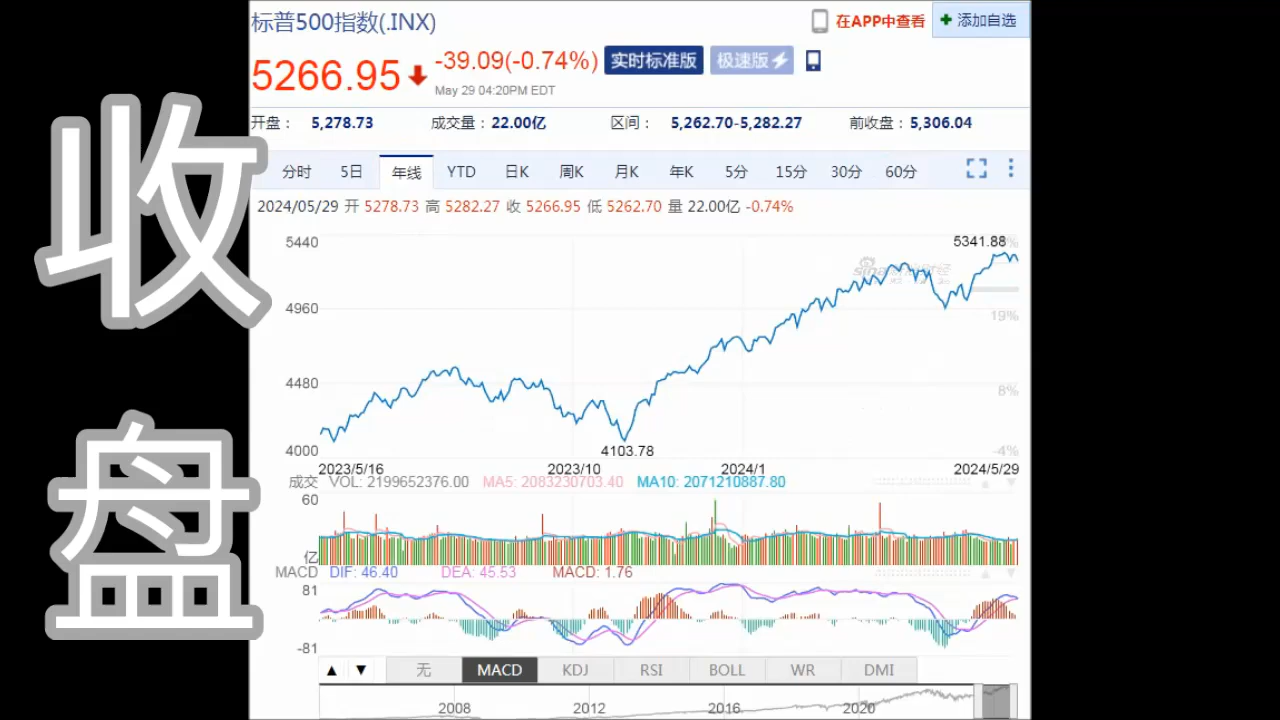 收
盘
标普500指数(.INX)
在APP中查看
添加自选
5266.95
-39.09(-0.74%)
实时标准版
极速版
May 29 04:20PM EDT
开盘： 5,278.73 成交量：22.00亿 区间： 5,262.70-5,282.27 前收盘：5,306.04
分时 5日 年线 YTD 日K 周K 月K 年K 5分 15分 30分 60分
2024/05/29 开 5278.73 高 5282.27 收 5266.95 低 5262.70 量 22.00亿 -0.74%
5440
5341.88
4960
19%
4480
8%
4000
4103.78
-4%
2023/5/16 2023/10 2024/1 2024/5/29
成交 VOL: 2199652376.00 MA5: 2083230703.40 MA10: 2071210887.80
60
亿
MACD DIF: 46.40 DEA: 45.53 MACD: 1.76
81
-81
▲ ▼ 无 MACD KDJ RSI BOLL WR DMI
2008 2012 2016 2020